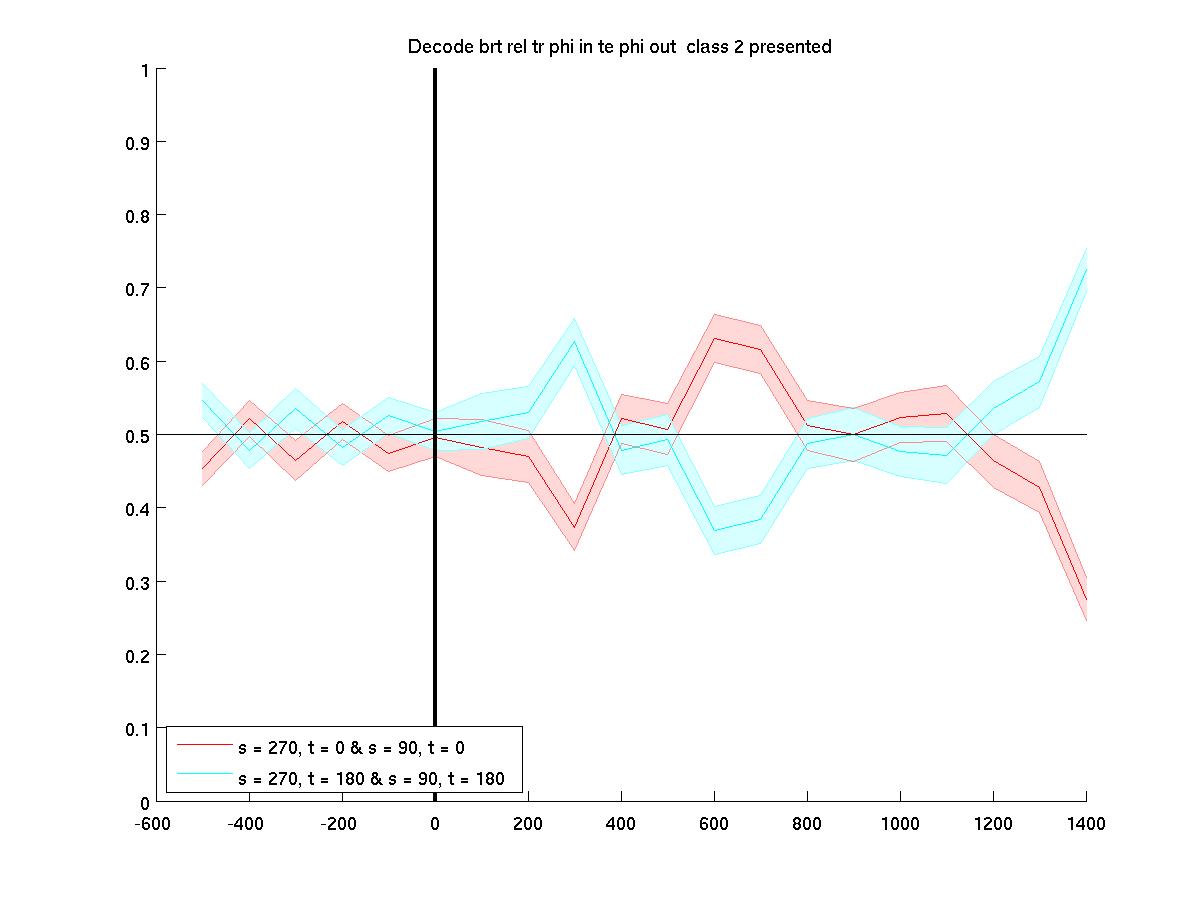 Decode brt rel tr phi in te phi out  class 2 presented
1
0.9
0.8
0.7
0.6
0.5
0.4
0.3
0.2
0.1
0
s = 270, t = 0 & s = 90, t = 0
s = 270, t = 180 & s = 90, t = 180
-600 -400 -200 0 200 400 600 800 1000 1200 1400